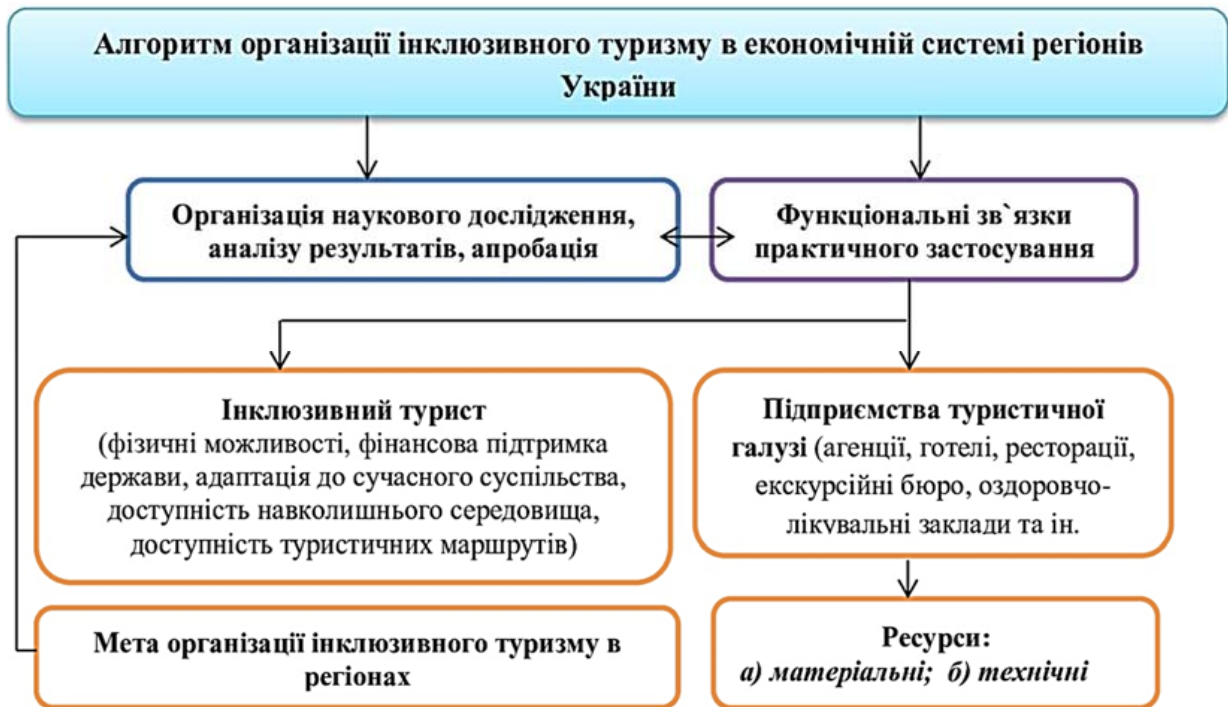 Алгоритм організації інклюзивного туризму в економічній системі регіонів
України
Організація наукового дослідження,
аналізу результатів, апробація
Функціональні зв`язки
практичного застосування
Інклюзивний турист
(фізичні можливості, фінансова підтримка
держави, адаптація до сучасного суспільства,
доступність навколишнього середовища,
доступність туристичних маршрутів)
Підприємства туристичної
галузі (агенції, готелі, ресторації,
екскурсійні бюро, оздоровчо-
лікувальні заклади та ін.
Мета організації інклюзивного туризму в
регіонах
Ресурси:
а) матеріальні; б) технічні